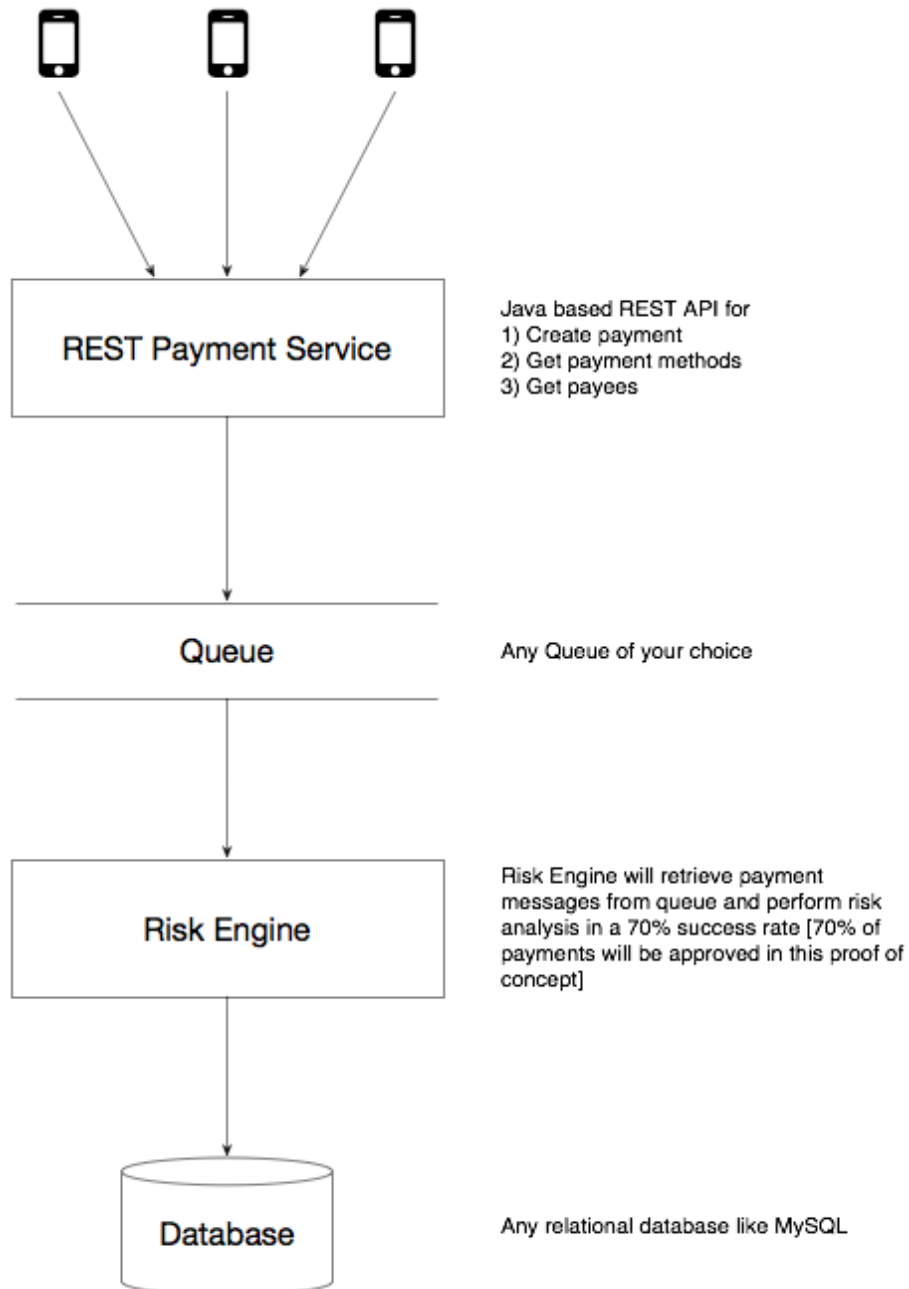 REST Payment Service
Java based REST API for
1) Create payment
2) Get payment methods
3) Get payees
Queue
Any Queue of your choice
Risk Engine
Risk Engine will retrieve payment
messages from queue and perform risk
analysis in a 70% success rate [70% of
payments will be approved in this proof of
concept]
Database
Any relational database like MySQL